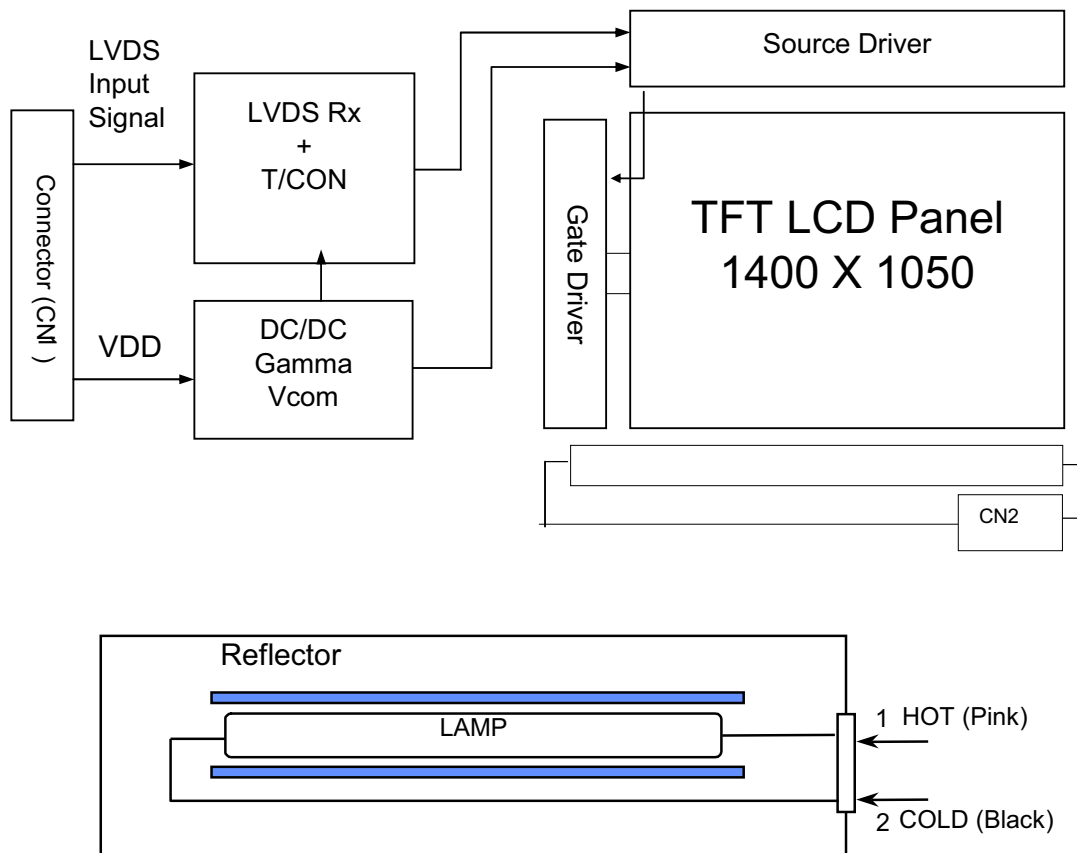 LVDS
Input
Signal
Connector (CN1)
VDD
LVDS Rx
+
T/CON
DC/DC
Gamma
Vcom
Source Driver
Gate Driver
TFT LCD Panel
1400 X 1050
CN2
Reflector
LAMP
1 HOT (Pink)
2 COLD (Black)